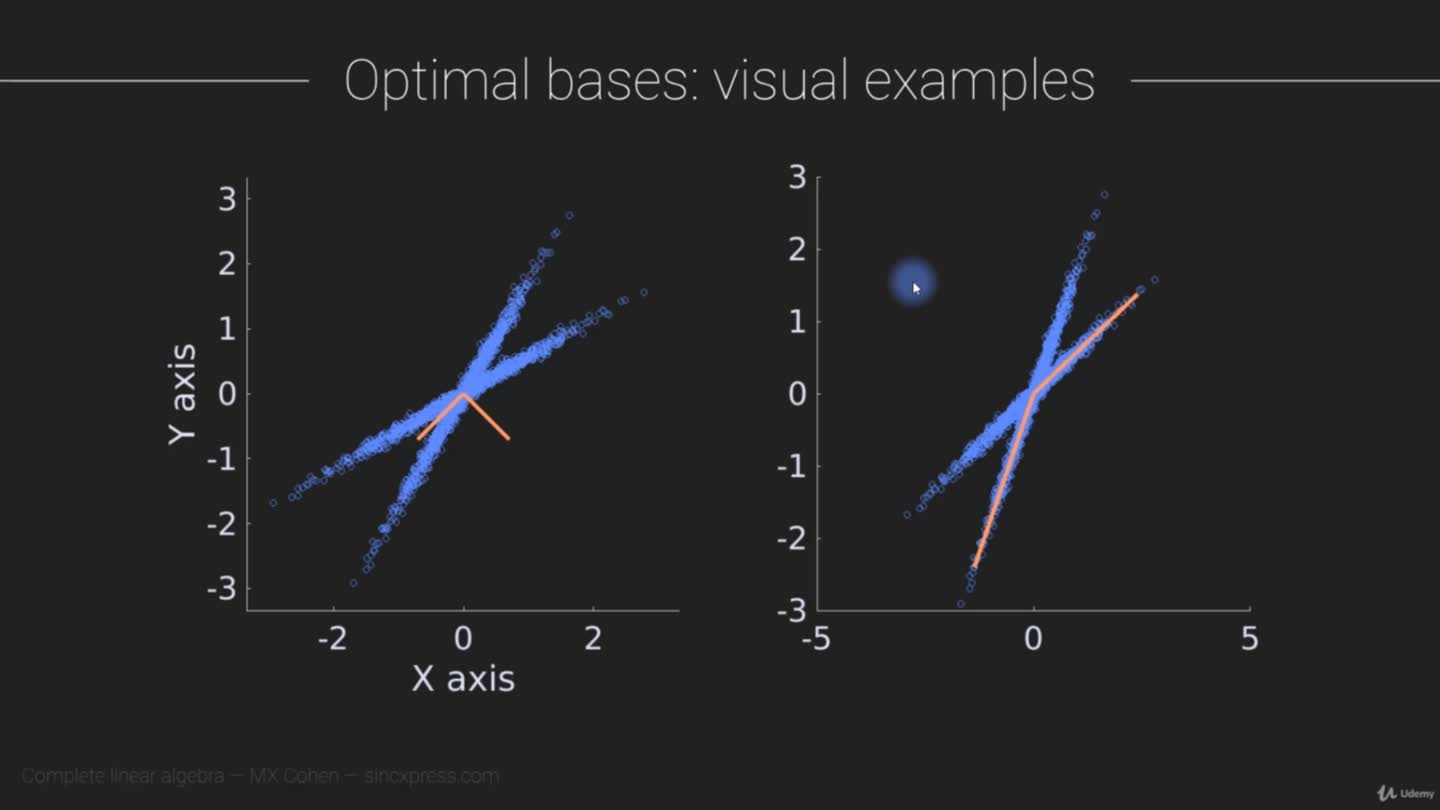 Optimal bases: visual examples
3
2
1
0
-1
-2
-3
Y axis
-2 0 2
X axis
3
2
1
0
-1
-2
-3
-5 0 5
Complete linear algebra — MX Cohen — sincxpress.com
Udemy